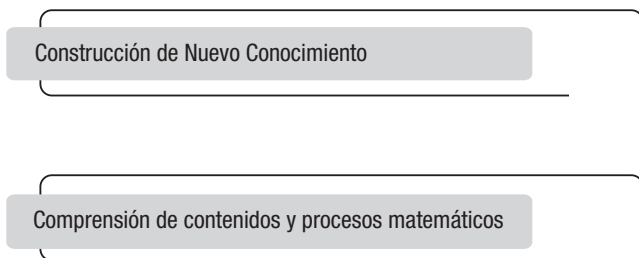 Construcción de Nuevo Conocimiento
Comprensión de contenidos y procesos matemáticos